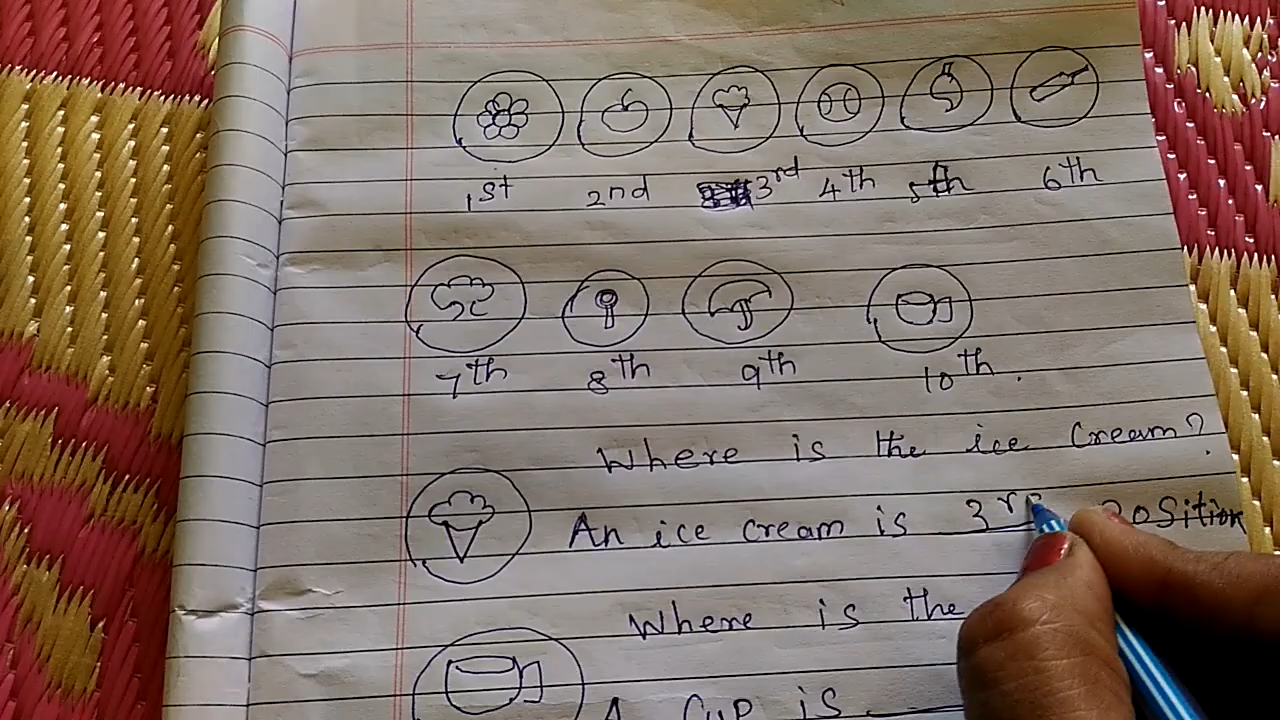 1st 2nd 3rd 4th 5th 6th
7th 8th 9th 10th.
Where is the ice cream?
An ice cream is 3r position
Where is the
A Cup is